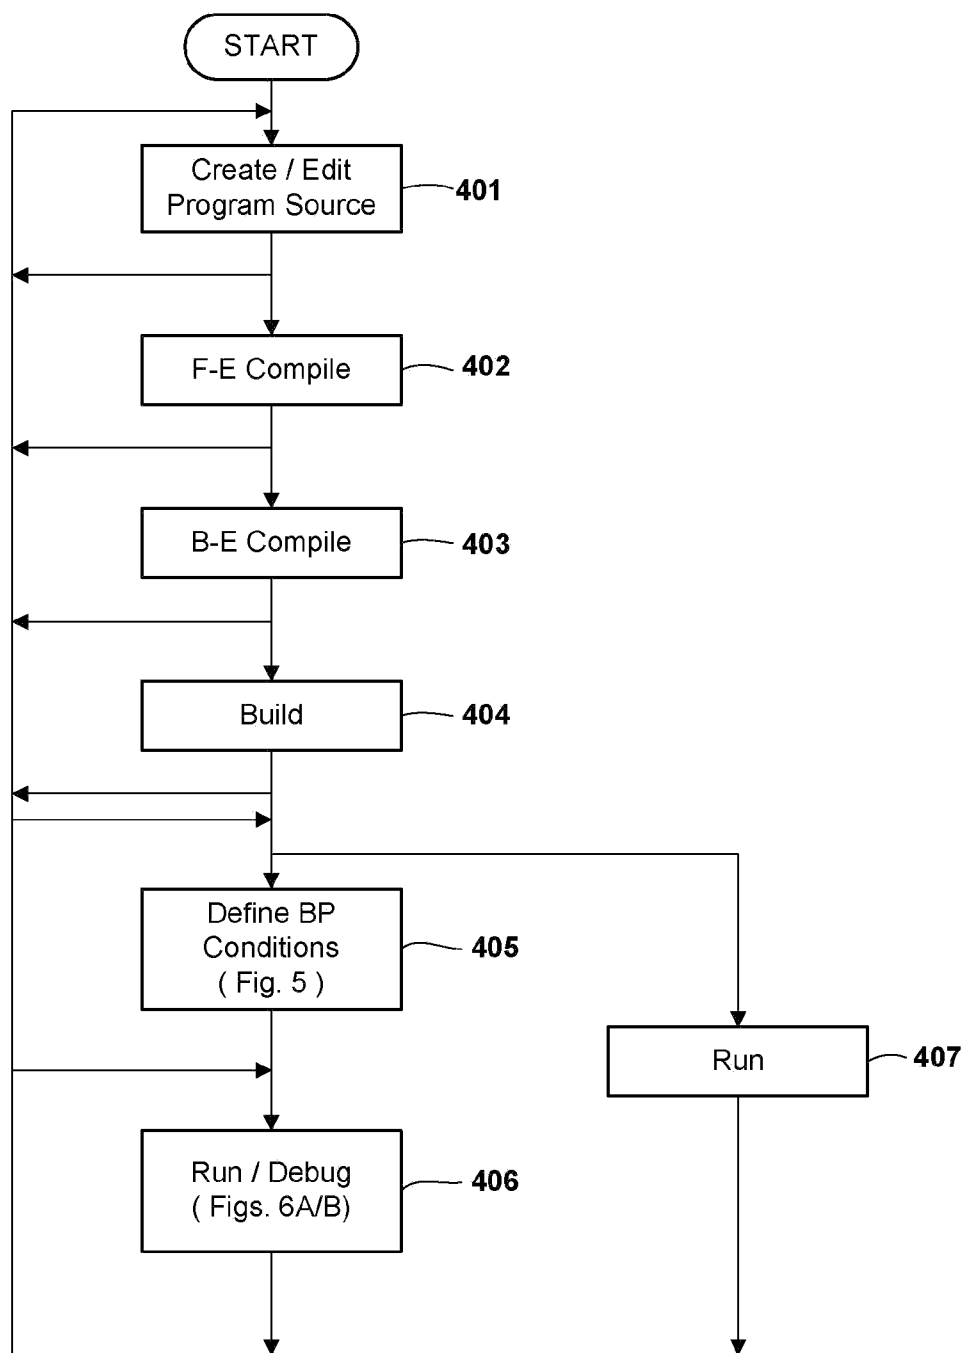 START
Create / Edit
Program Source
401
F-E Compile
402
B-E Compile
403
Build
404
Define BP
Conditions
( Fig. 5 )
405
Run
407
Run / Debug
( Figs. 6A/B)
406